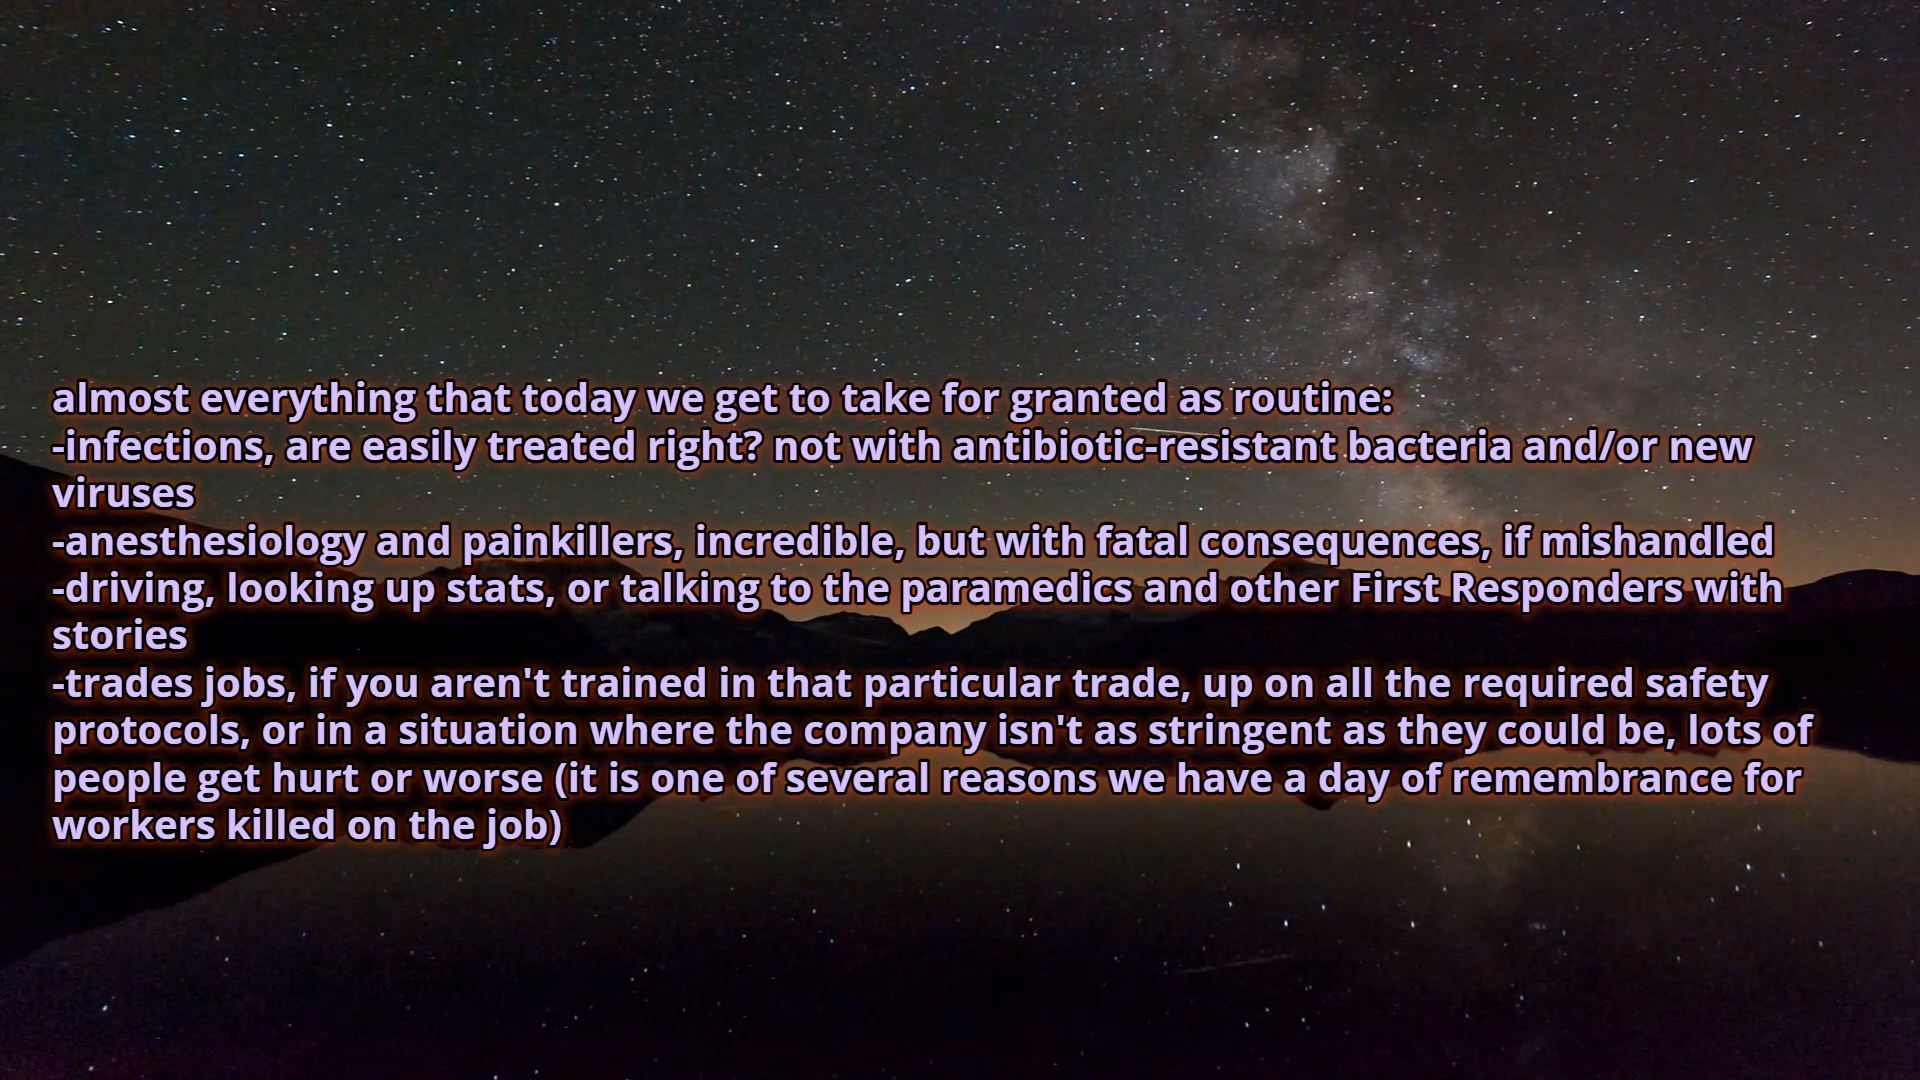 almost everything that today we get to take for granted as routine:
-infections, are easily treated right? not with antibiotic-resistant bacteria and/or new
viruses
-anesthesiology and painkillers, incredible, but with fatal consequences, if mishandled
-driving, looking up stats, or talking to the paramedics and other First Responders with
stories
-trades jobs, if you aren't trained in that particular trade, up on all the required safety
protocols, or in a situation where the company isn't as stringent as they could be, lots of
people get hurt or worse (it is one of several reasons we have a day of remembrance for
workers killed on the job)